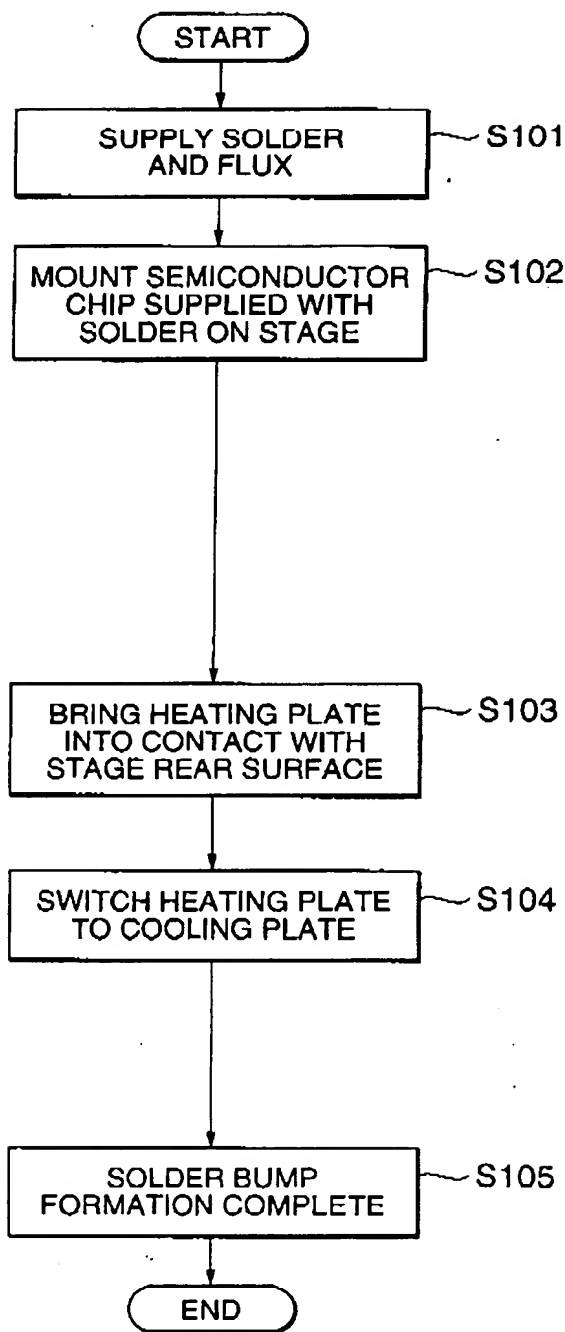 START
SUPPLY SOLDER
AND FLUX
S101
MOUNT SEMICONDUCTOR
CHIP SUPPLIED WITH
SOLDER ON STAGE
S102
BRING HEATING PLATE
INTO CONTACT WITH
STAGE REAR SURFACE
S103
SWITCH HEATING PLATE
TO COOLING PLATE
S104
SOLDER BUMP
FORMATION COMPLETE
S105
END